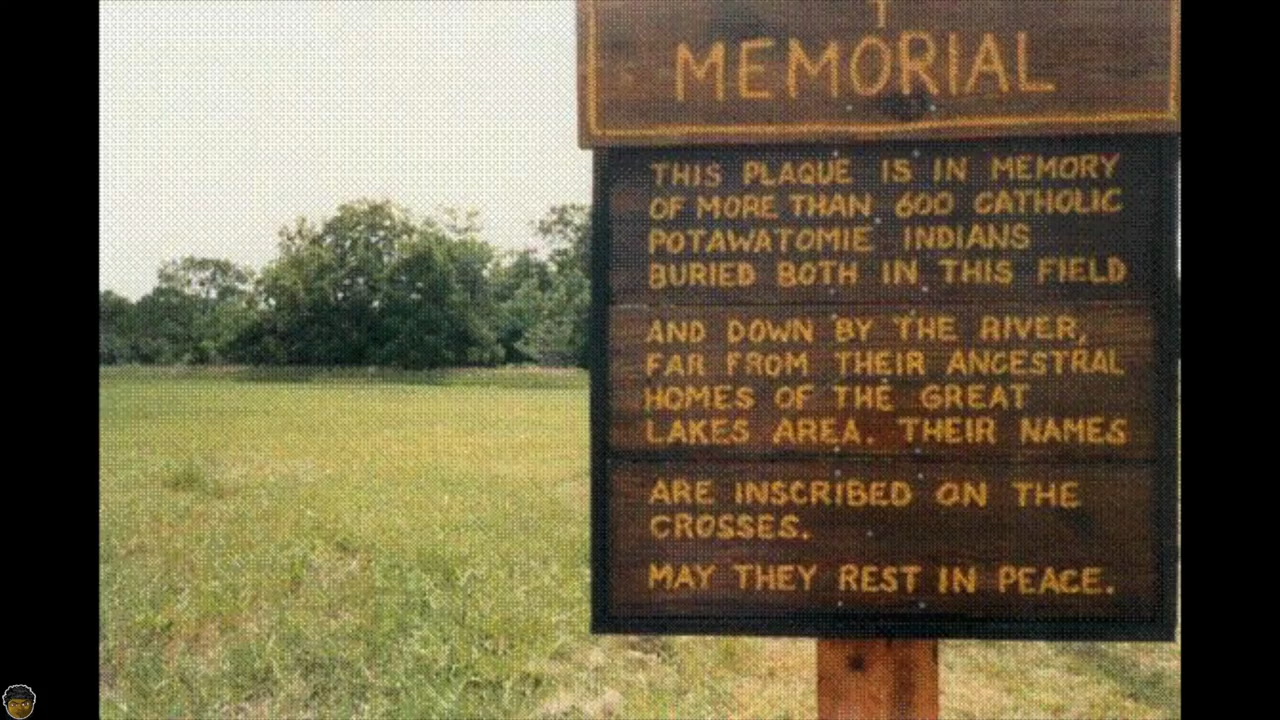 MEMORIAL
THIS PLAQUE IS IN MEMORY
OF MORE THAN 600 CATHOLIC
POTAWATOMIE INDIANS
BURIED BOTH IN THIS FIELD
AND DOWN BY THE RIVER,
FAR FROM THEIR ANCESTRAL
HOMES OF THE GREAT
LAKES AREA. THEIR NAMES
ARE INSCRIBED ON THE
CROSSES.
MAY THEY REST IN PEACE.